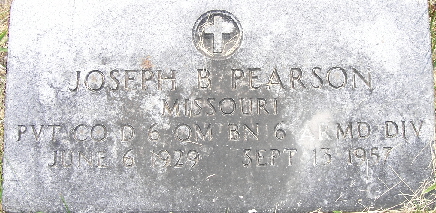 JOSEPH B PEARSON
MISSOURI
PVT CO D 6 QM BN 6 ARMD DIV
JUNE 6 1929 SEPT 13 1957